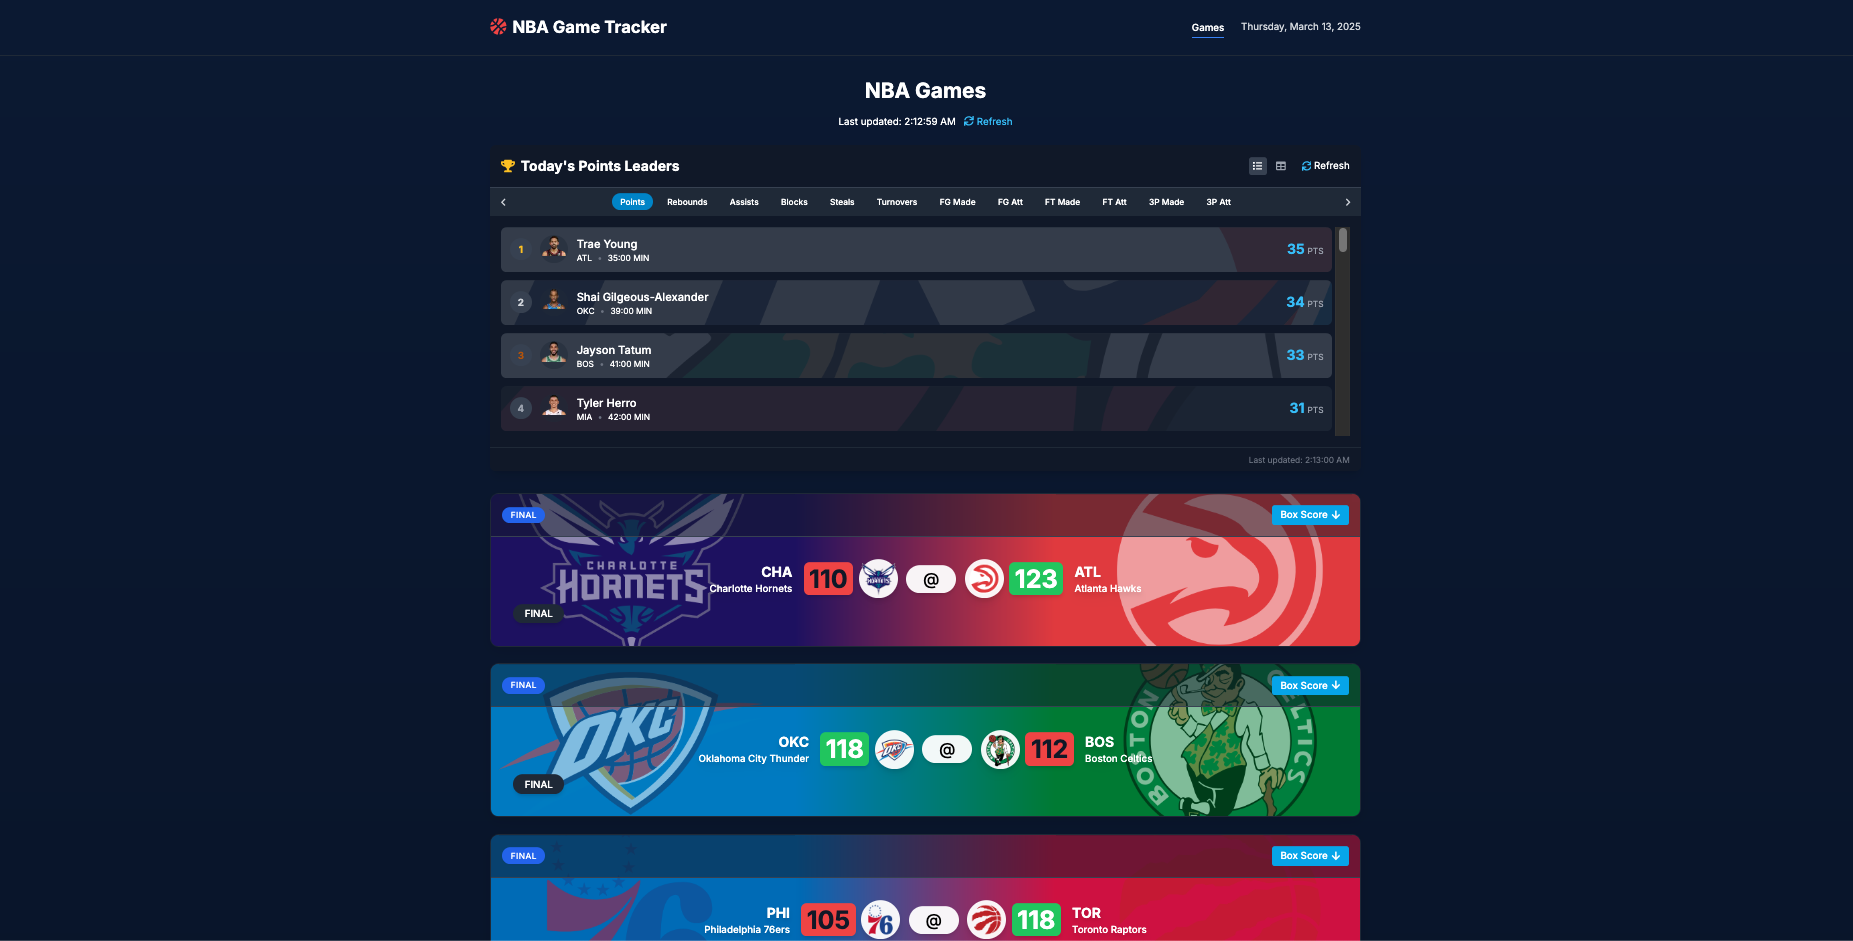 NBA Game Tracker
Games Thursday, March 13, 2025
NBA Games
Last updated: 2:12:59 AM Refresh
Today's Points Leaders Refresh
Points Rebounds Assists Blocks Steals Turnovers FG Made FG Att FT Made FT Att 3P Made 3P Att
1 Trae Young 35 PTS
ATL • 35:00 MIN
2 Shai Gilgeous-Alexander 34 PTS
OKC • 39:00 MIN
3 Jayson Tatum 33 PTS
BOS • 41:00 MIN
4 Tyler Herro 31 PTS
MIA • 42:00 MIN
Last updated: 2:13:00 AM
FINAL Box Score ↓
CHARLOTTE
HORNETS
CHA 110 HORNETS @ 123 ATL
Charlotte Hornets Atlanta Hawks
FINAL
FINAL Box Score ↓
OKC
BOSTON CELTICS
OKC 118 OKC @ 112 BOS
Oklahoma City Thunder Boston Celtics
FINAL
FINAL Box Score ↓
76
PHI 105 76 @ 118 TOR
Philadelphia 76ers Toronto Raptors